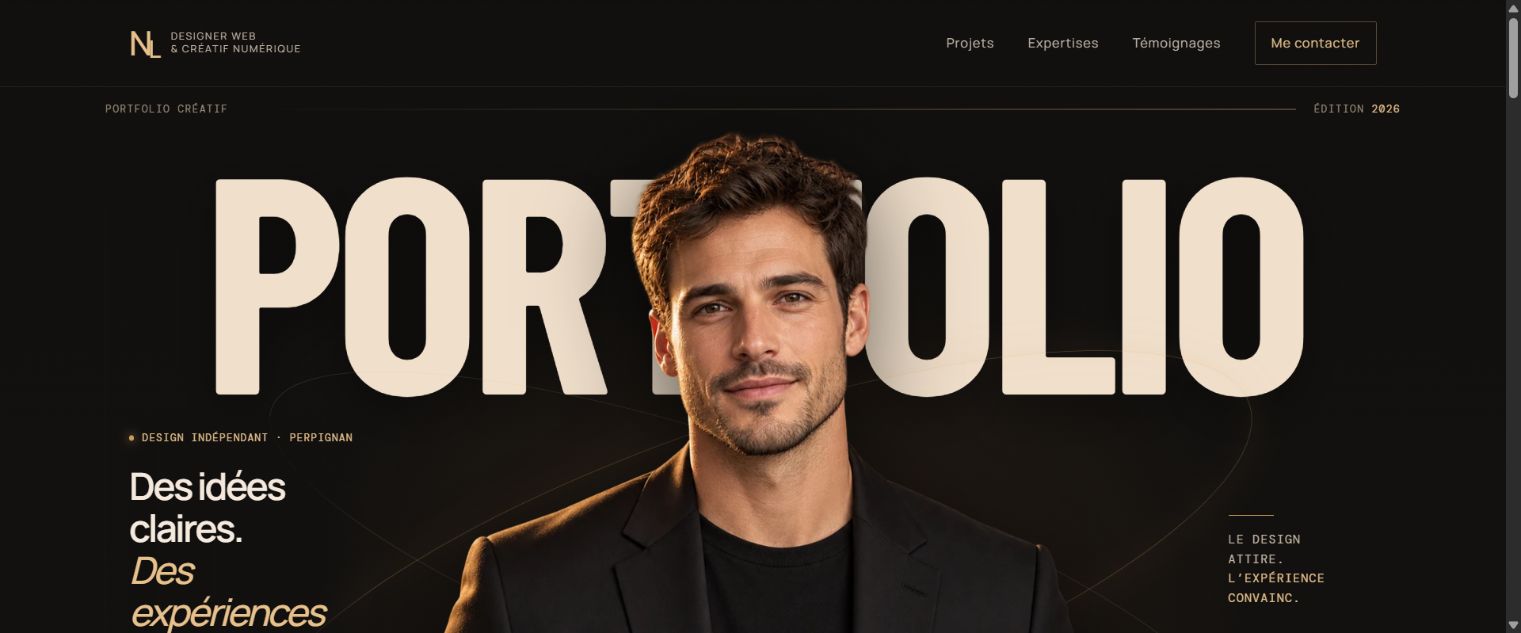 NL
DESIGNER WEB
& CRÉATIF NUMÉRIQUE
Projets
Expertises
Témoignages
Me contacter
PORTFOLIO CRÉATIF
ÉDITION 2026
PORTFOLIO
DESIGN INDÉPENDANT · PERPIGNAN
Des idées
claires.
Des
expériences
LE DESIGN
ATTIRE.
L’EXPÉRIENCE
CONVAINC.